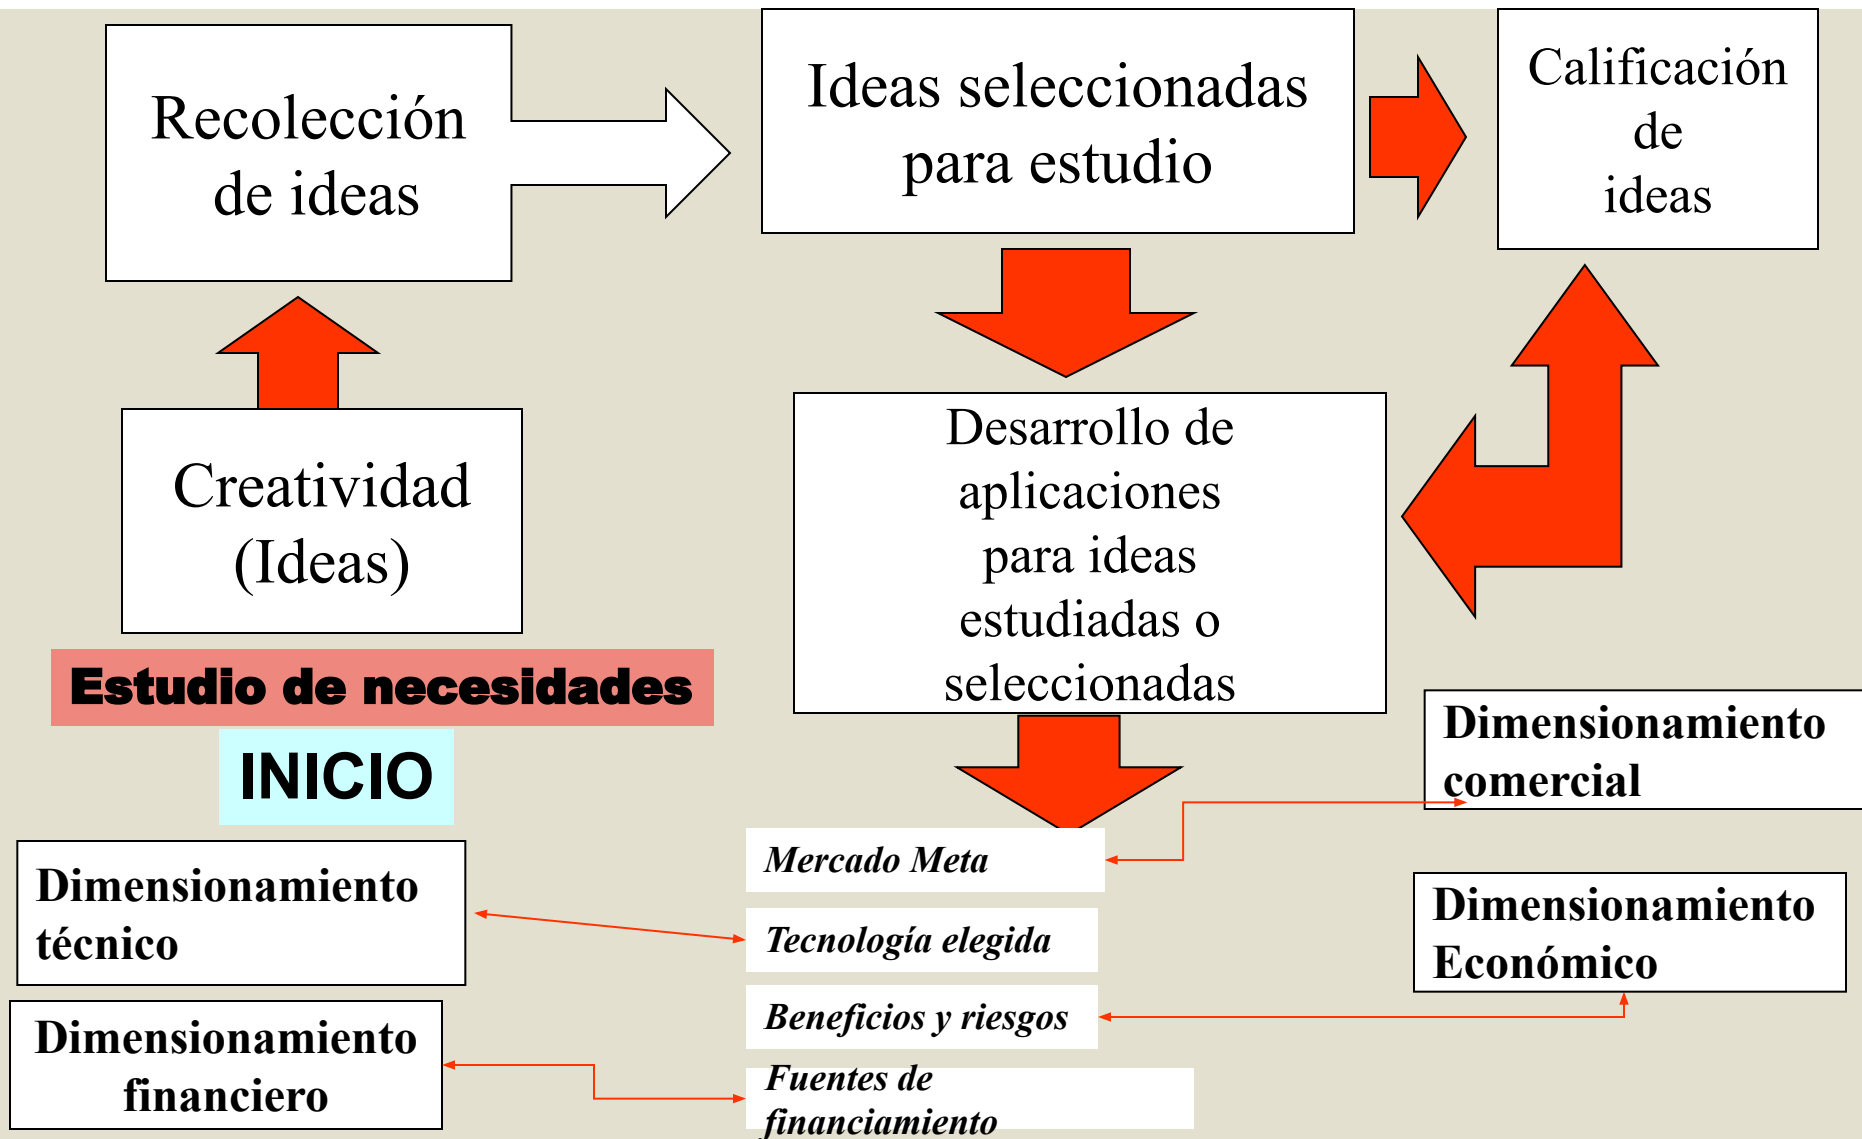 Recolección
de ideas
Ideas seleccionadas
para estudio
Calificación
de
ideas
Creatividad
(Ideas)
Desarrollo de
aplicaciones
para ideas
estudiadas o
seleccionadas
Estudio de necesidades
INICIO
Dimensionamiento
comercial
Mercado Meta
Dimensionamiento
técnico
Tecnología elegida
Dimensionamiento
Económico
Beneficios y riesgos
Dimensionamiento
financiero
Fuentes de
financiamiento